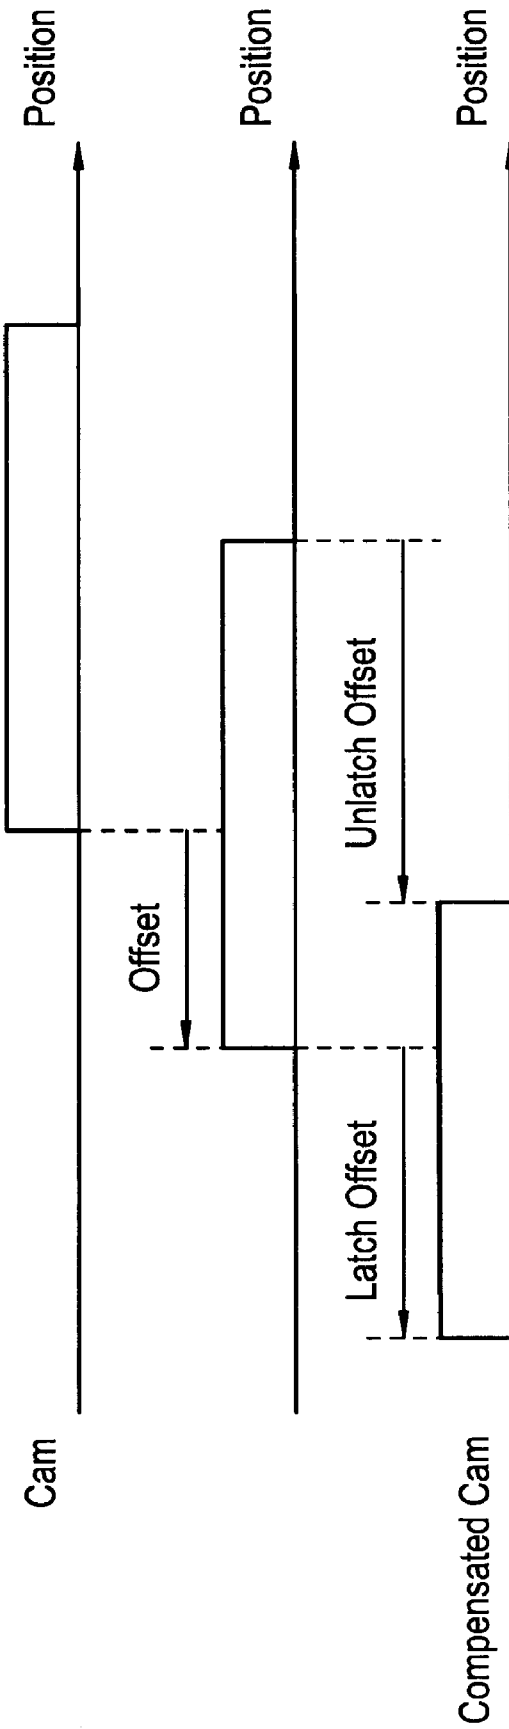 Cam
Position
Offset
Position
Latch Offset
Unlatch Offset
Compensated Cam
Position